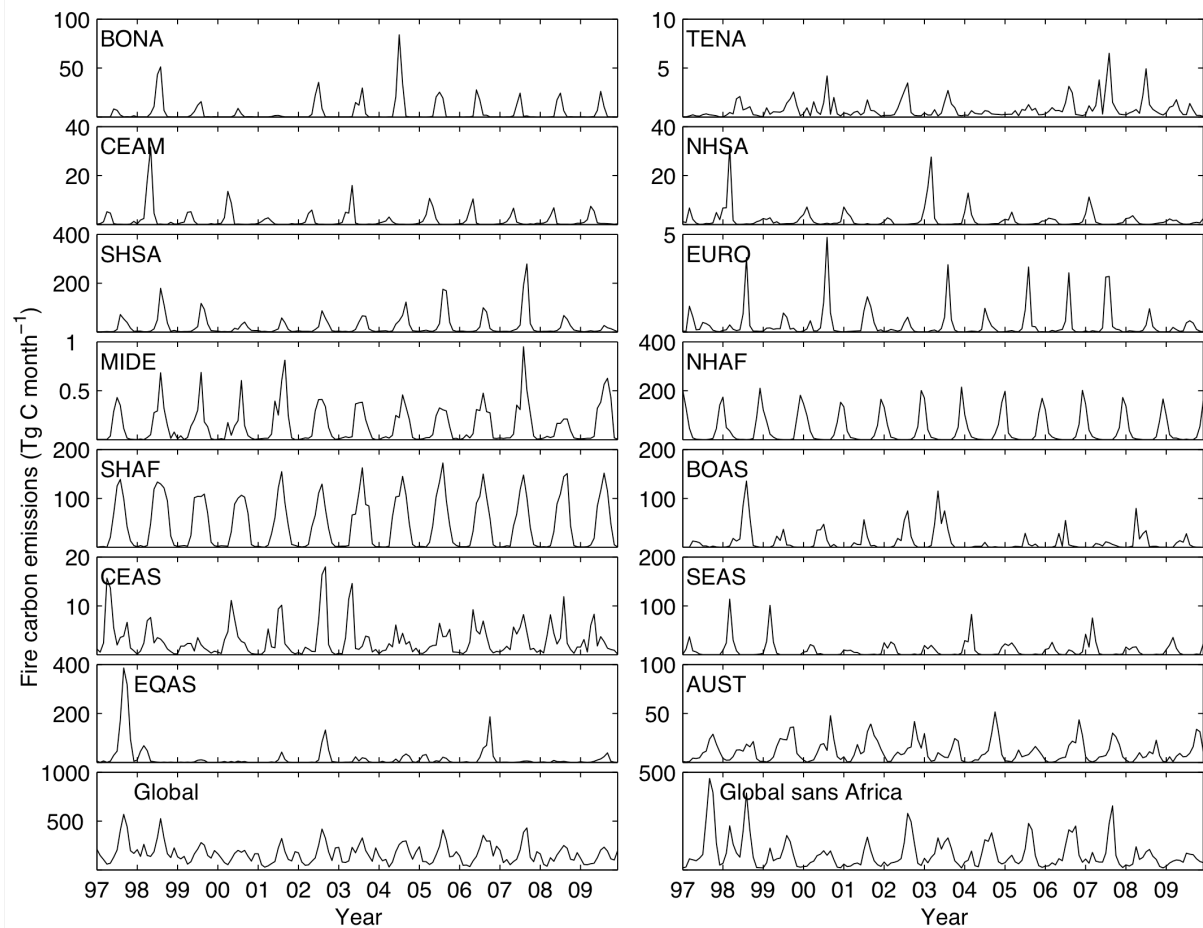 Fire carbon emissions (Tg C month⁻¹)
100
50
BONA
10
5
TENA
40
20
CEAM
40
20
NHSA
400
200
SHSA
5
EURO
1
0.5
MIDE
400
200
NHAF
200
100
SHAF
200
100
BOAS
20
10
CEAS
200
100
SEAS
400
200
EQAS
100
50
AUST
1000
500
Global
500
Global sans Africa
97 98 99 00 01 02 03 04 05 06 07 08 09
Year
97 98 99 00 01 02 03 04 05 06 07 08 09
Year